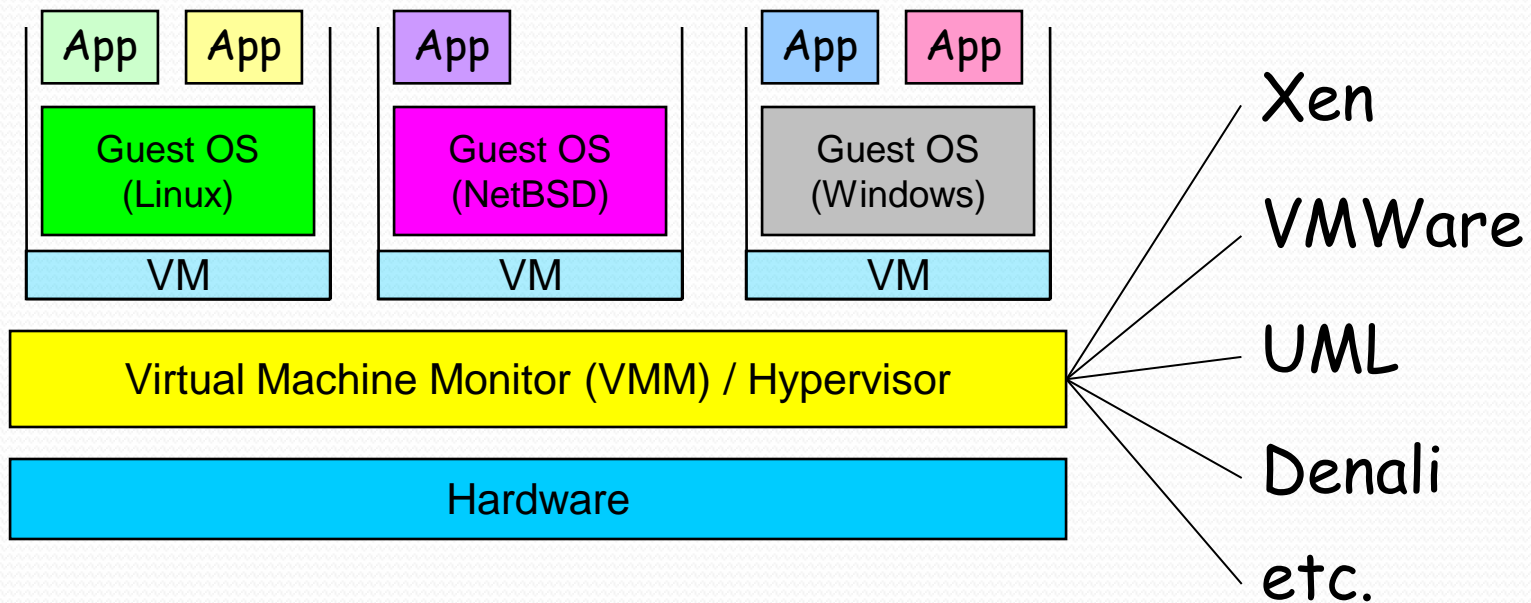 App App App App App
Guest OS
(Linux)
Guest OS
(NetBSD)
Guest OS
(Windows)
VM VM VM
Virtual Machine Monitor (VMM) / Hypervisor
Hardware
Xen
VMWare
UML
Denali
etc.